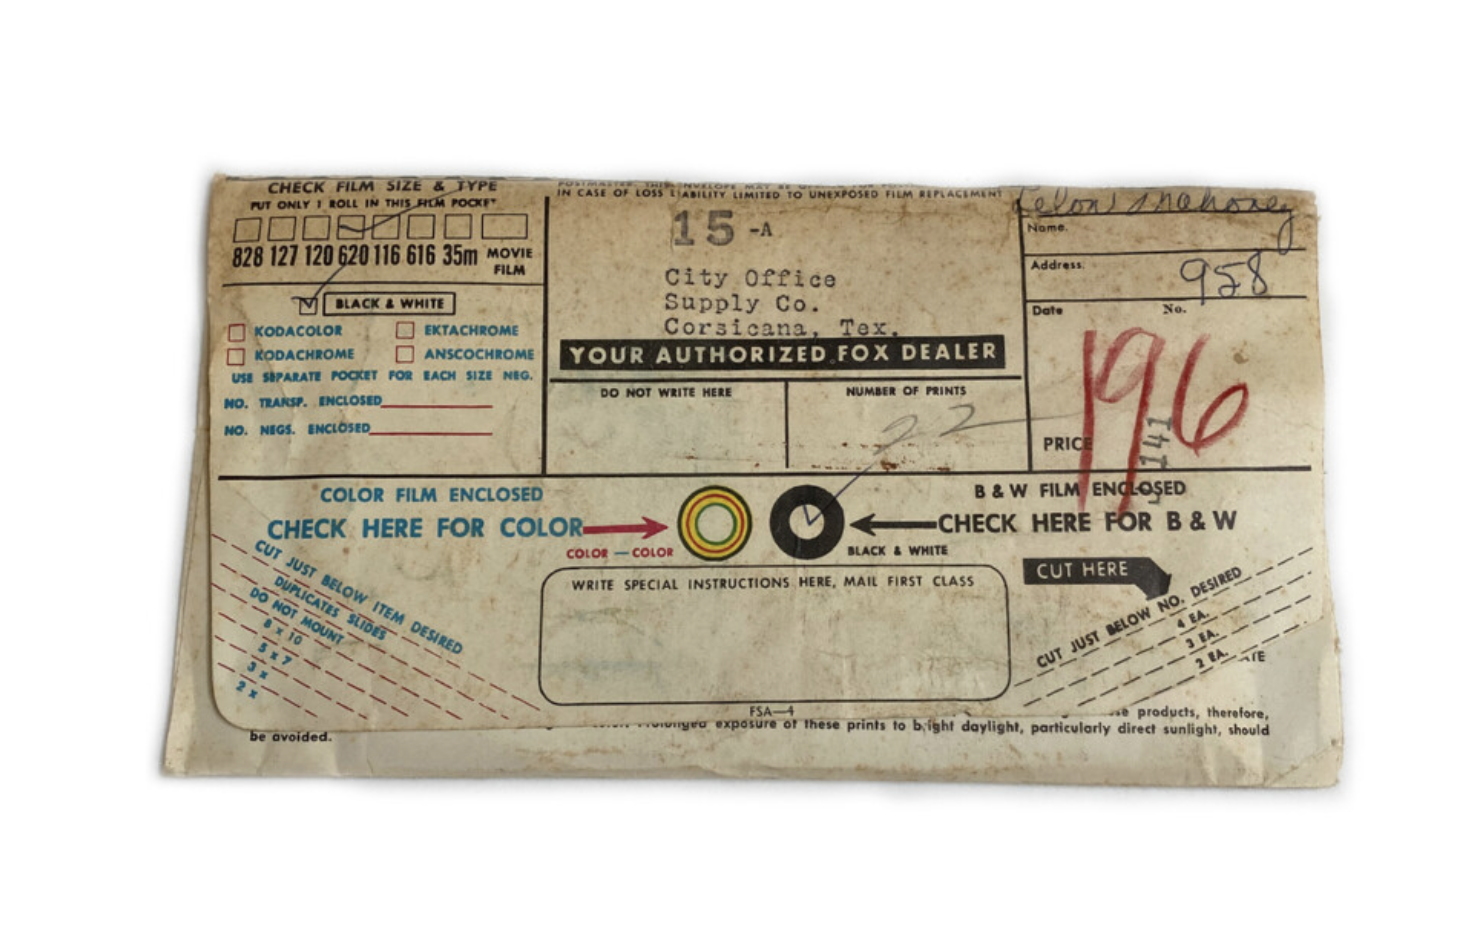 CHECK FILM SIZE & TYPE
PUT ONLY 1 ROLL IN THIS FILM POCKET
828 127 120 620 116 616 35m MOVIE FILM
BLACK & WHITE
KODACOLOR EKTACHROME
KODACHROME ANSCOCHROME
USE SEPARATE POCKET FOR EACH SIZE NEG.
NO. TRANSP. ENCLOSED
NO. NEGS. ENCLOSED
IN CASE OF LOSS LIABILITY LIMITED TO UNEXPOSED FILM REPLACEMENT
15 -A
City Office
Supply Co.
Corsicana, Tex.
YOUR AUTHORIZED FOX DEALER
DO NOT WRITE HERE
NUMBER OF PRINTS
22
Mahoney
Name
Address
958
Date No.
196
PRICE
141
COLOR FILM ENCLOSED
CHECK HERE FOR COLOR
COLOR — COLOR
B & W FILM ENCLOSED
CHECK HERE FOR B & W
BLACK & WHITE
CUT JUST BELOW ITEM DESIRED
DUPLICATES SLIDES
DO NOT MOUNT
8 x 10
5 x 7
3 x
2 x
WRITE SPECIAL INSTRUCTIONS HERE, MAIL FIRST CLASS
CUT HERE
CUT JUST BELOW NO. DESIRED
4 EA.
3 EA.
2 EA.
FSA—4
products, therefore,
exposure of these prints to bright daylight, particularly direct sunlight, should
be avoided.